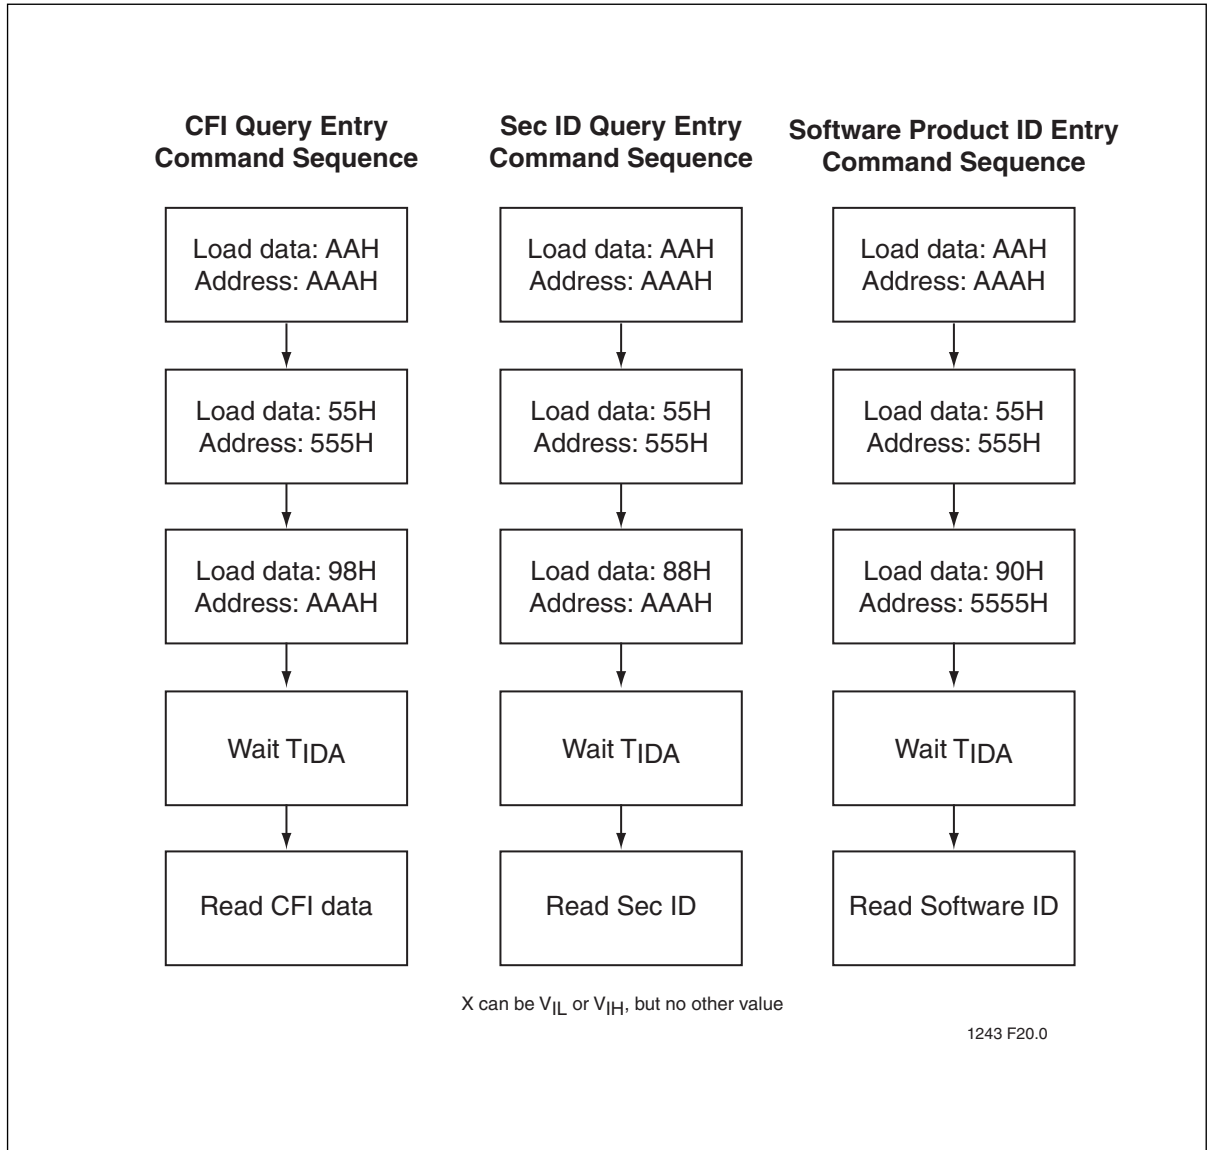 CFI Query Entry
Command Sequence
Load data: AAH
Address: AAAH
Load data: 55H
Address: 555H
Load data: 98H
Address: AAAH
Wait TIDA
Read CFI data
Sec ID Query Entry
Command Sequence
Load data: AAH
Address: AAAH
Load data: 55H
Address: 555H
Load data: 88H
Address: AAAH
Wait TIDA
Read Sec ID
Software Product ID Entry
Command Sequence
Load data: AAH
Address: AAAH
Load data: 55H
Address: 555H
Load data: 90H
Address: 5555H
Wait TIDA
Read Software ID
X can be VIL or VIH, but no other value
1243 F20.0